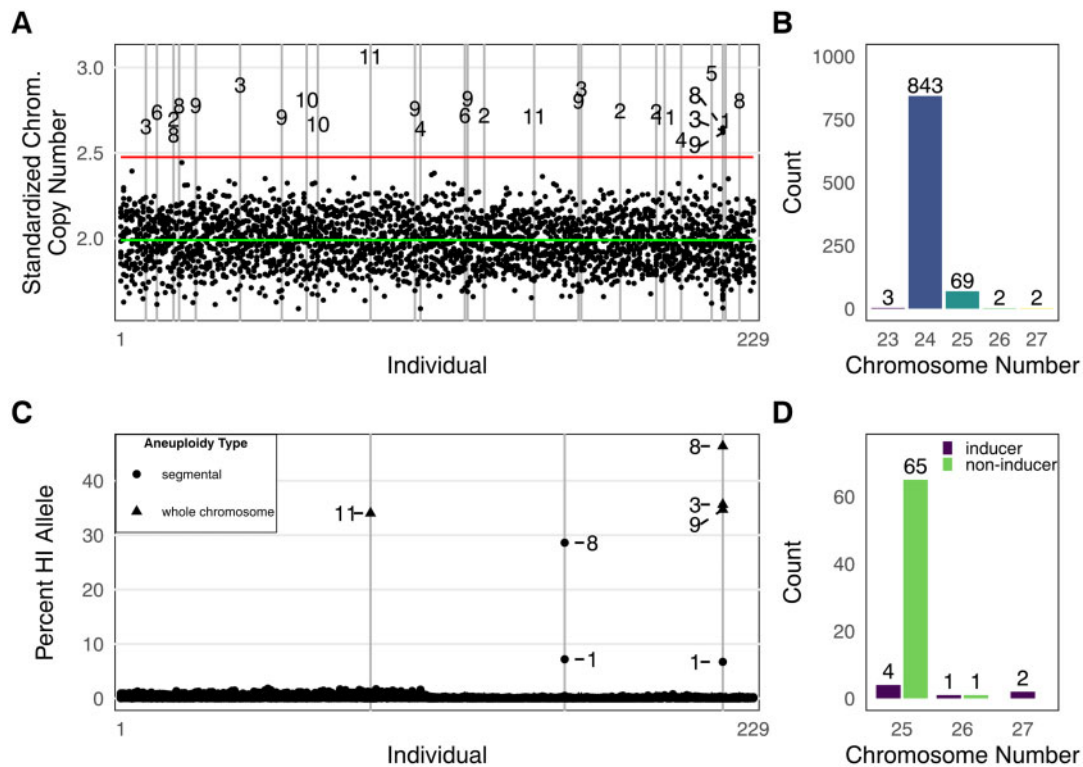 A
Standardized Chrom.
Copy Number
3.0
2.5
2.0
3 6 2 8 8 9 3 9 10 10 11 9 4 6 9 2 11 9 3 2 2 11 4 5 8 3 9 1 8
1
229
Individual
B
Count
1000
750
500
250
0
3
843
69
2
2
23 24 25 26 27
Chromosome Number
C
Percent HI Allele
40
30
20
10
0
Aneuploidy Type
segmental
whole chromosome
11
8
1
8
3
9
1
1
229
Individual
D
Count
60
40
20
0
inducer
non-inducer
4
65
1
1
2
25 26 27
Chromosome Number